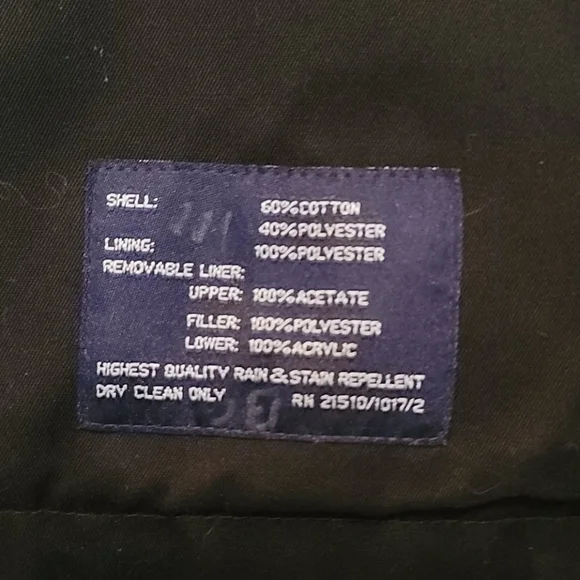 SHELL: 60%COTTON
40%POLYESTER
LINING: 100%POLYESTER
REMOVABLE LINER:
UPPER: 100%ACETATE
FILLER: 100%POLYESTER
LOWER: 100%ACRYLIC
HIGHEST QUALITY RAIN & STAIN REPELLENT
DRY CLEAN ONLY RN 21510/1017/2